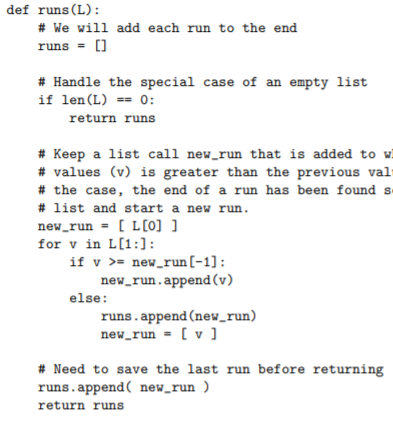 def runs(L):
    # We will add each run to the end
    runs = []

    # Handle the special case of an empty list
    if len(L) == 0:
        return runs

    # Keep a list call new_run that is added to
    # values (v) is greater than the previous
    # the case, the end of a run has been found
    # list and start a new run.
    new_run = [ L[0] ]
    for v in L[1:]:
        if v >= new_run[-1]:
            new_run.append(v)
        else:
            runs.append(new_run)
            new_run = [ v ]

    # Need to save the last run before returning
    runs.append( new_run )
    return runs